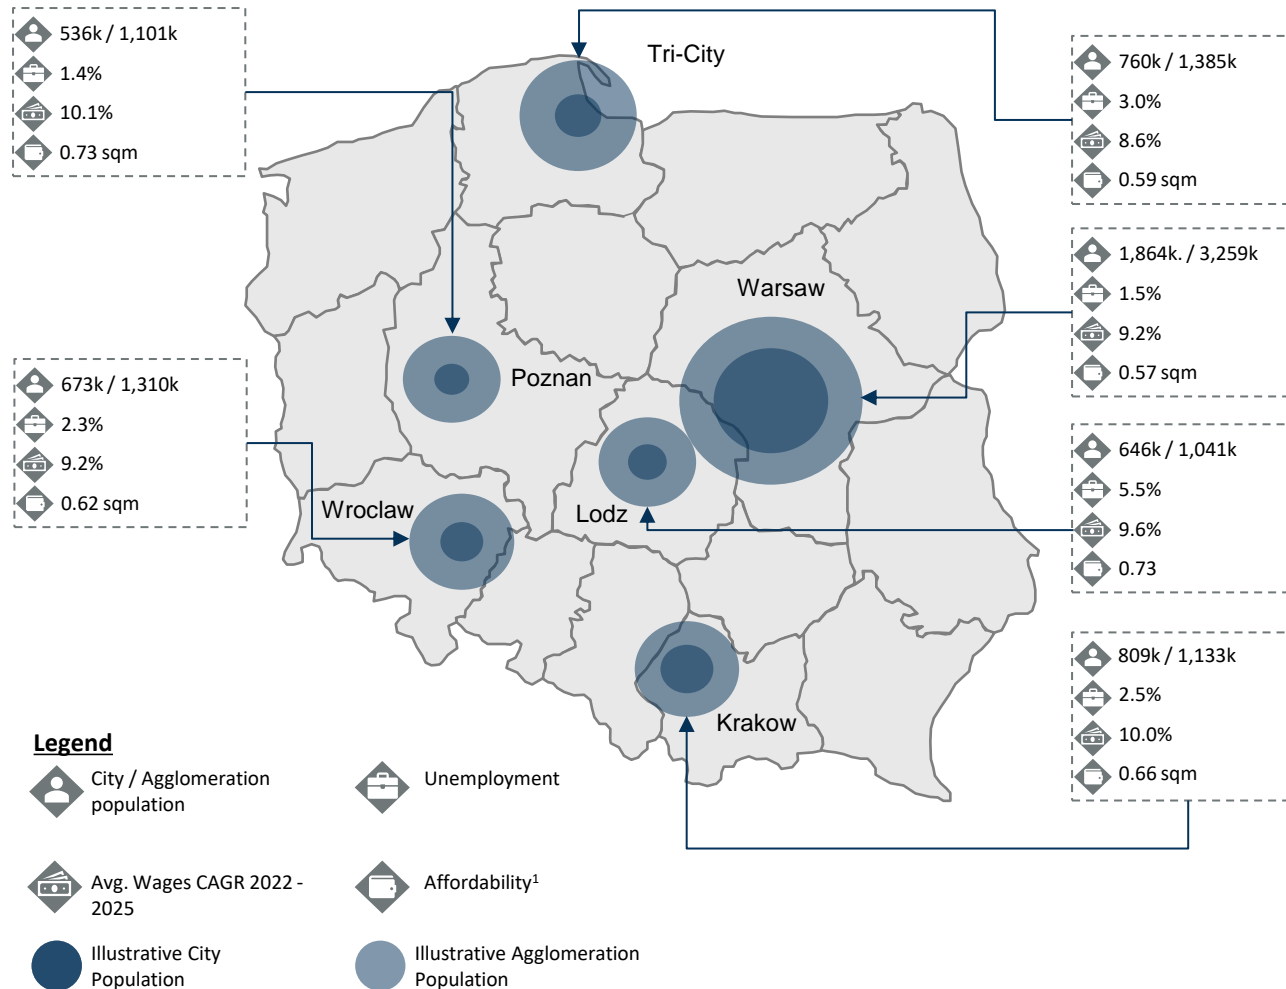 536k / 1,101k
1.4%
10.1%
0.73 sqm
Tri-City
760k / 1,385k
3.0%
8.6%
0.59 sqm
Warsaw
1,864k. / 3,259k
1.5%
9.2%
0.57 sqm
Poznan
673k / 1,310k
2.3%
9.2%
0.62 sqm
Wroclaw
Lodz
646k / 1,041k
5.5%
9.6%
0.73
Krakow
809k / 1,133k
2.5%
10.0%
0.66 sqm
Legend
City / Agglomeration
population
Unemployment
Avg. Wages CAGR 2022 -
2025
Affordability¹
Illustrative City
Population
Illustrative Agglomeration
Population